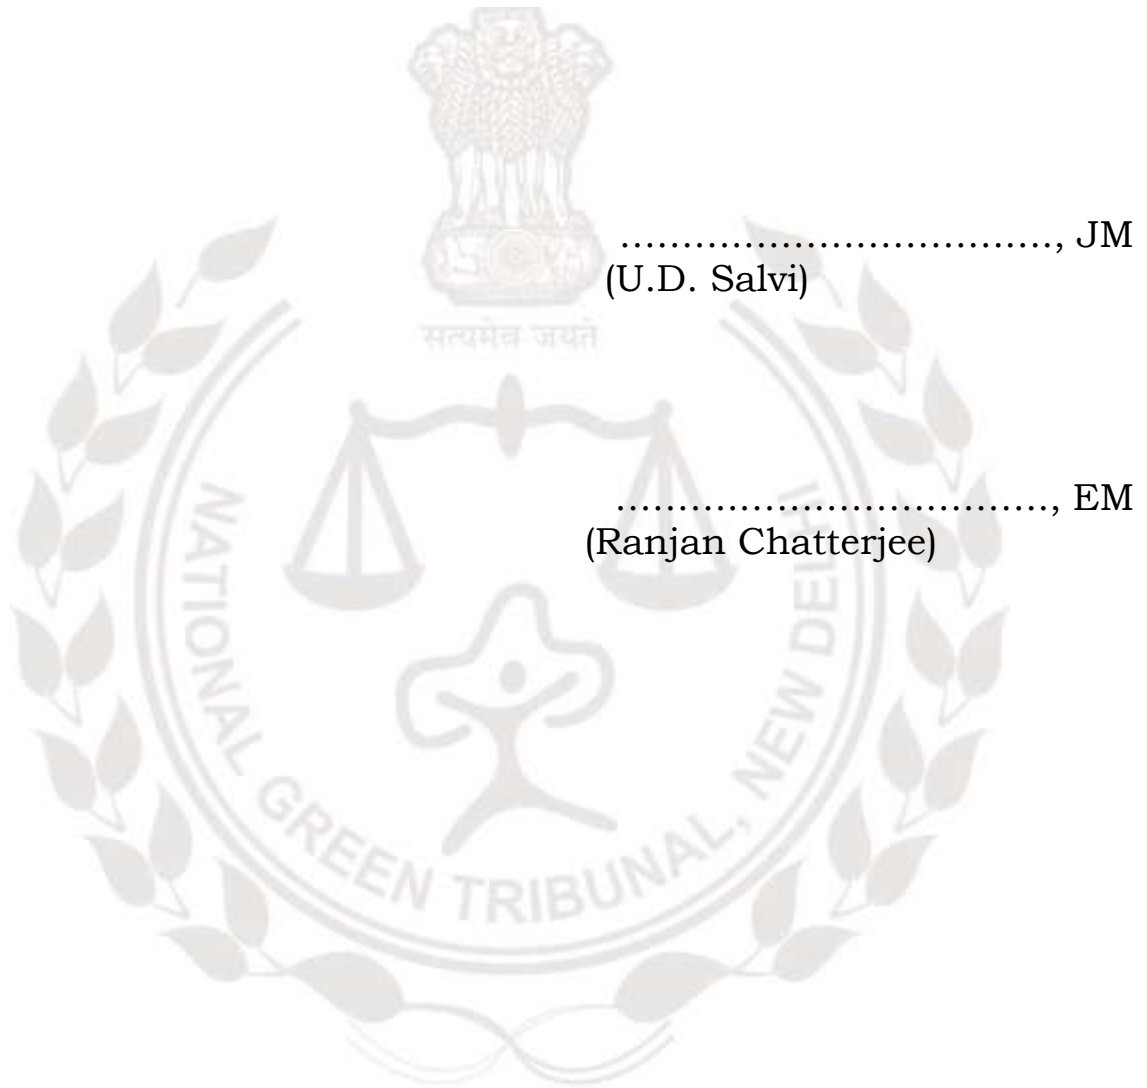 ………………………………, JM
(U.D. Salvi)
सत्यमेव जयते
………………………………, EM
(Ranjan Chatterjee)
NATIONAL GREEN TRIBUNAL, NEW DELHI